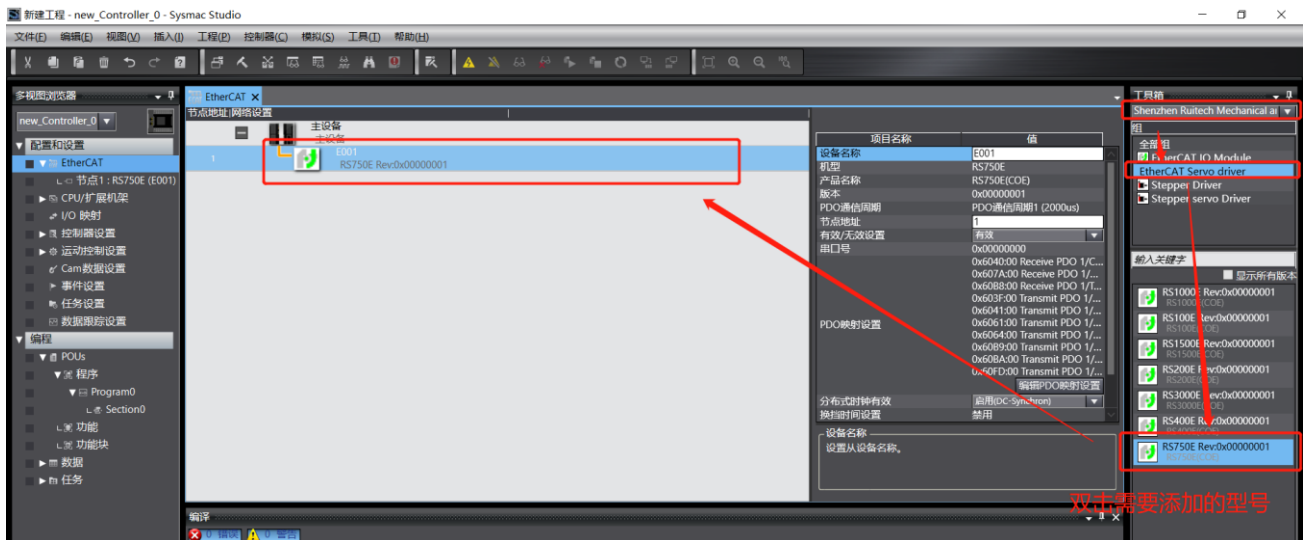 新建工程 - new_Controller_0 - Sysmac Studio
文件(F) 编辑(E) 视图(V) 插入(I) 工程(P) 控制器(C) 模拟(S) 工具(T) 帮助(H)
多视图浏览器
new_Controller_0
配置和设置
EtherCAT
节点1 : RS750E (E001)
CPU/扩展机架
I/O 映射
控制器设置
运动控制设置
Cam数据设置
事件设置
任务设置
数据跟踪设置
编程
POUs
程序
Program0
Section0
功能
功能块
数据
任务
EtherCAT
节点地址|网络设置
主设备
主设备
1
E001
RS750E Rev:0x00000001
项目名称 值
设备名称 E001
机型 RS750E
产品名称 RS750E(COE)
版本 0x00000001
PDO通信周期 PDO通信周期1 (2000us)
节点地址 1
有效/无效设置 有效
串口号 0x00000000
PDO映射设置
0x6040:00 Receive PDO 1/C...
0x607A:00 Receive PDO 1/...
0x60B8:00 Receive PDO 1/T...
0x603F:00 Transmit PDO 1/...
0x6041:00 Transmit PDO 1/...
0x6061:00 Transmit PDO 1/...
0x6064:00 Transmit PDO 1/...
0x60B9:00 Transmit PDO 1/...
0x60BA:00 Transmit PDO 1/...
0x60FD:00 Transmit PDO 1/...
编辑PDO映射设置
分布式时钟有效 启用(DC-Synchron)
换挡时间设置 禁用
设备名称
设置从设备名称。
编译
0 错误 0 警告
工具箱
Shenzhen Ruitech Mechanical a
组
全部组
EtherCAT IO Module
EtherCAT Servo driver
Stepper Driver
Stepper servo Driver
输入关键字
显示所有版本
RS1000E Rev:0x00000001
RS1000E(COE)
RS100E Rev:0x00000001
RS100E(COE)
RS1500E Rev:0x00000001
RS1500E(COE)
RS200E Rev:0x00000001
RS200E(COE)
RS3000E Rev:0x00000001
RS3000E(COE)
RS400E Rev:0x00000001
RS400E(COE)
RS750E Rev:0x00000001
RS750E(COE)
双击需要添加的型号